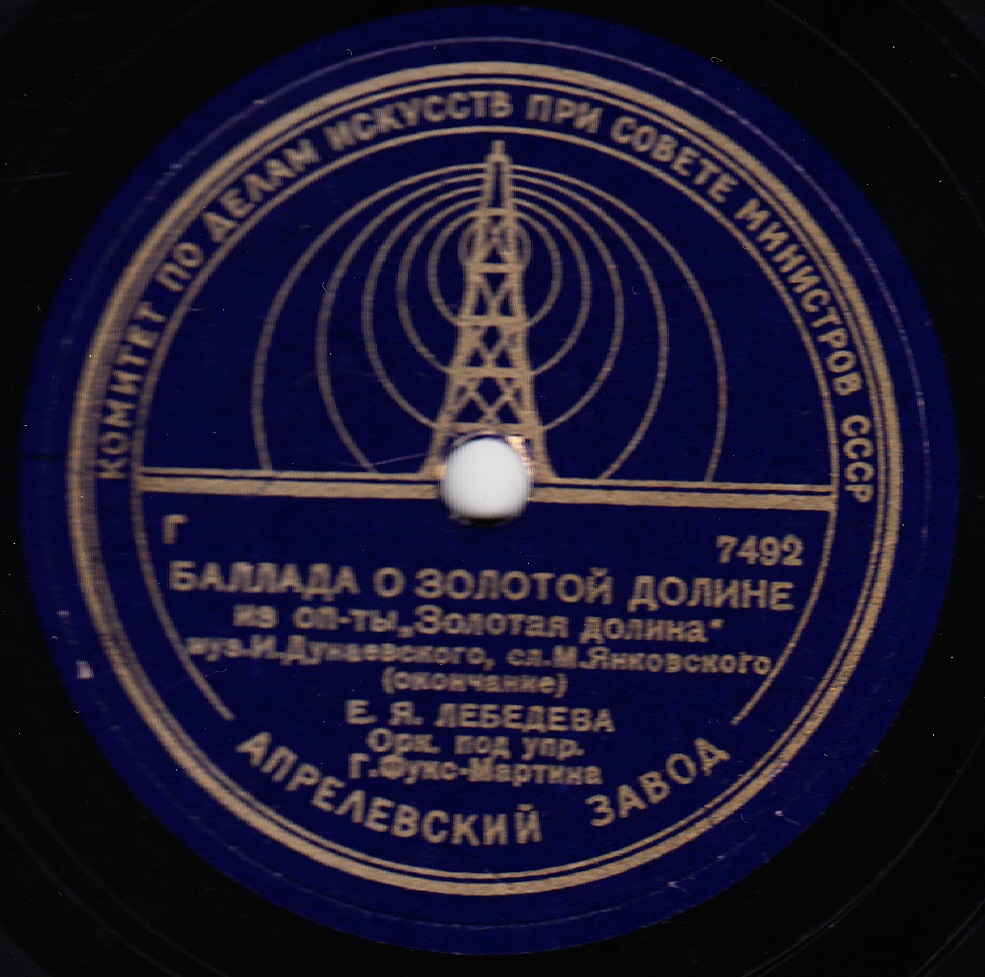 КОМИТЕТ ПО ДЕЛАМ ИСКУССТВ ПРИ СОВЕТЕ МИНИСТРОВ СССР
Г 7492
БАЛЛАДА О ЗОЛОТОЙ ДОЛИНЕ
из оп-ты „Золотая долина“
муз.И.Дунаевского, сл.М.Янковского
(окончание)
Е. Я. ЛЕБЕДЕВА
Орк. под упр.
Г.Фукс-Мартина
АПРЕЛЕВСКИЙ ЗАВОД